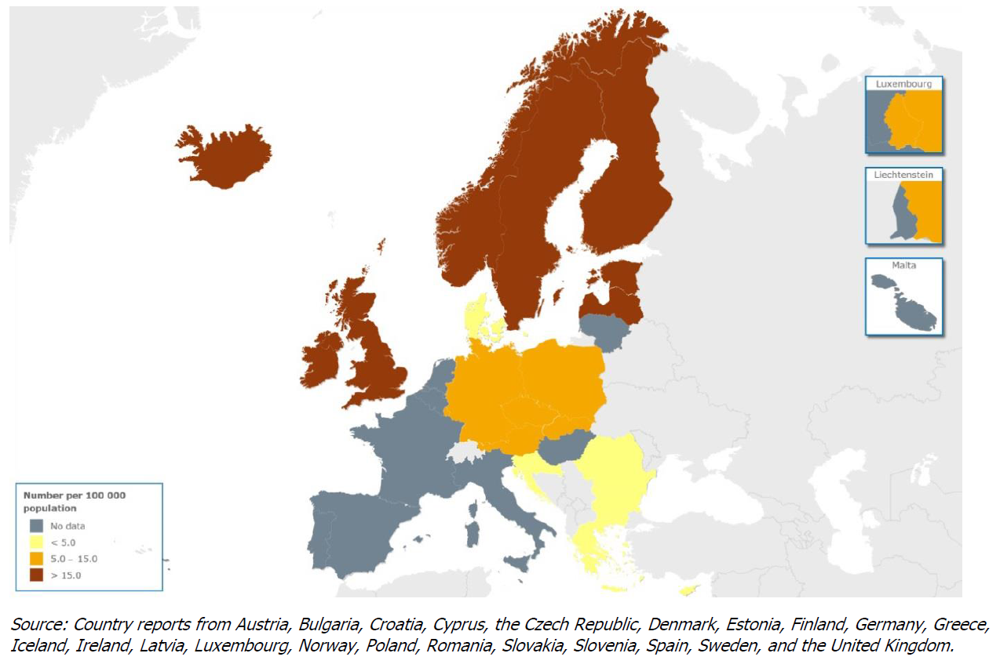 Luxembourg
Liechtenstein
Malta
Number per 100 000
population
No data
< 5.0
5.0 – 15.0
> 15.0
Source: Country reports from Austria, Bulgaria, Croatia, Cyprus, the Czech Republic, Denmark, Estonia, Finland, Germany, Greece,
Iceland, Ireland, Latvia, Luxembourg, Norway, Poland, Romania, Slovakia, Slovenia, Spain, Sweden, and the United Kingdom.